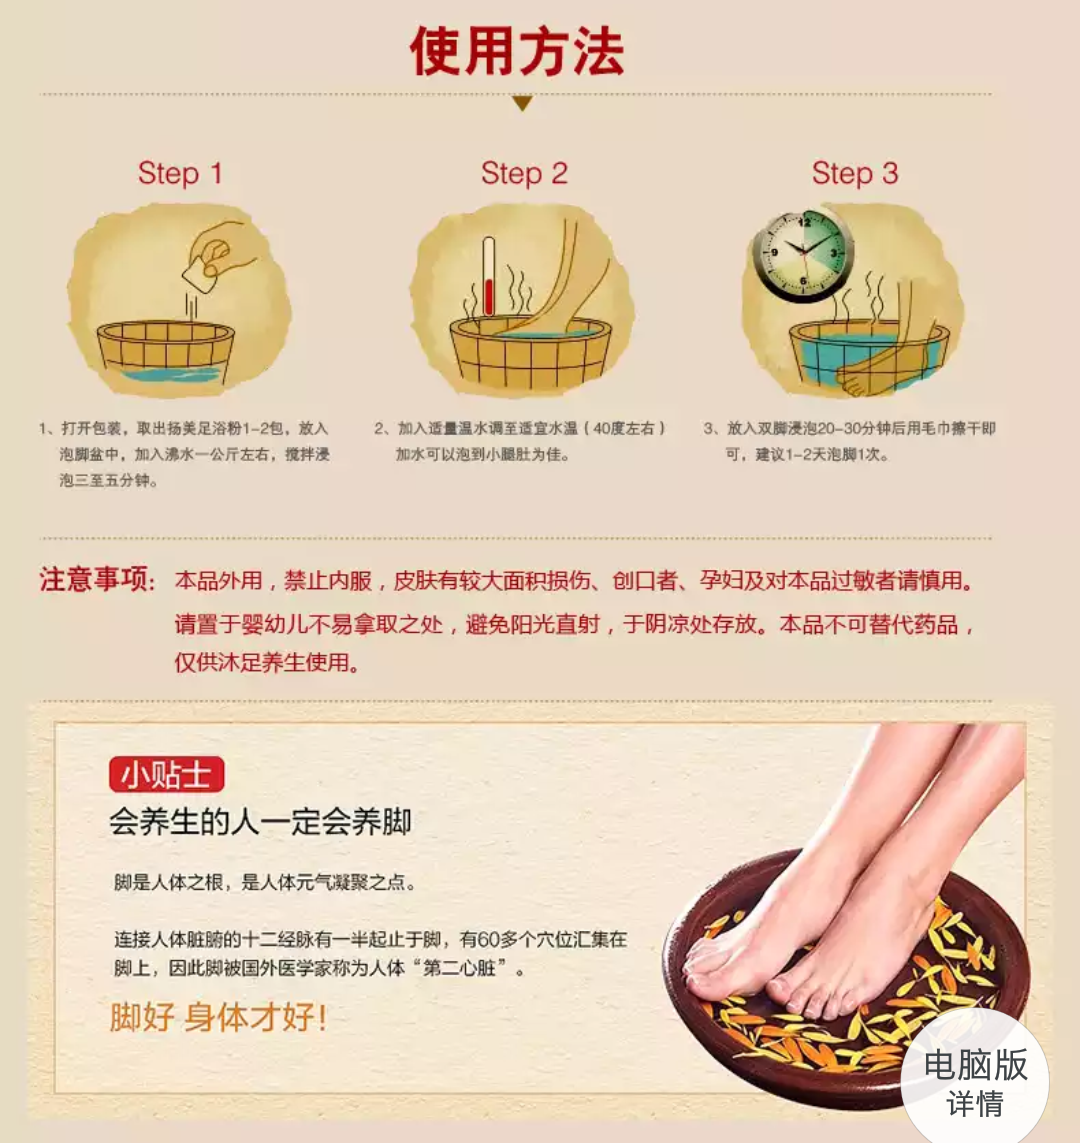 使用方法
Step 1
Step 2
Step 3
12
3
6
9
1、打开包装，取出扬美足浴粉1-2包，放入
泡脚盆中，加入沸水一公斤左右，搅拌浸
泡三至五分钟。
2、加入适量温水调至适宜水温（40度左右）
加水可以泡到小腿肚为佳。
3、放入双脚浸泡20-30分钟后用毛巾擦干即
可，建议1-2天泡脚1次。
注意事项：本品外用，禁止内服，皮肤有较大面积损伤、创口者、孕妇及对本品过敏者请慎用。
请置于婴幼儿不易拿取之处，避免阳光直射，于阴凉处存放。本品不可替代药品，
仅供沐足养生使用。
小贴士
会养生的人一定会养脚
脚是人体之根，是人体元气凝聚之点。
连接人体脏腑的十二经脉有一半起止于脚，有60多个穴位汇集在
脚上，因此脚被国外医学家称为人体“第二心脏”。
脚好 身体才好！
电脑版
详情